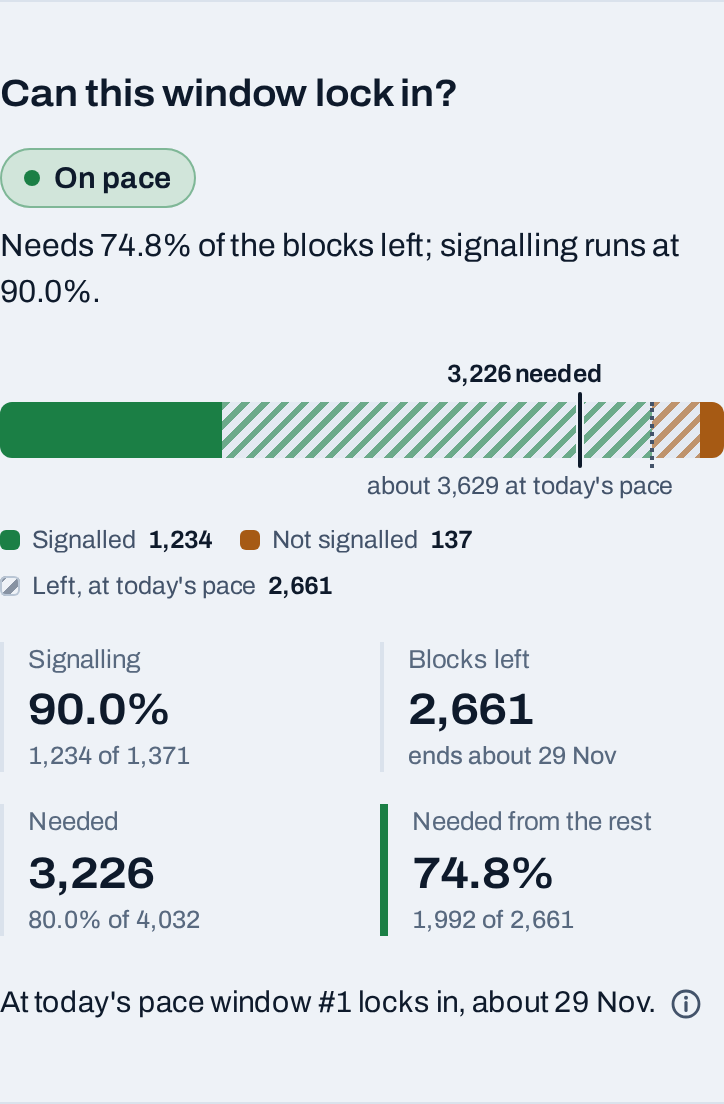 Can this window lock in?
On pace
Needs 74.8% of the blocks left; signalling runs at
90.0%.
3,226 needed
about 3,629 at today's pace
Signalled 1,234 Not signalled 137
Left, at today's pace 2,661
Signalling
90.0%
1,234 of 1,371
Blocks left
2,661
ends about 29 Nov
Needed
3,226
80.0% of 4,032
Needed from the rest
74.8%
1,992 of 2,661
At today's pace window #1 locks in, about 29 Nov.